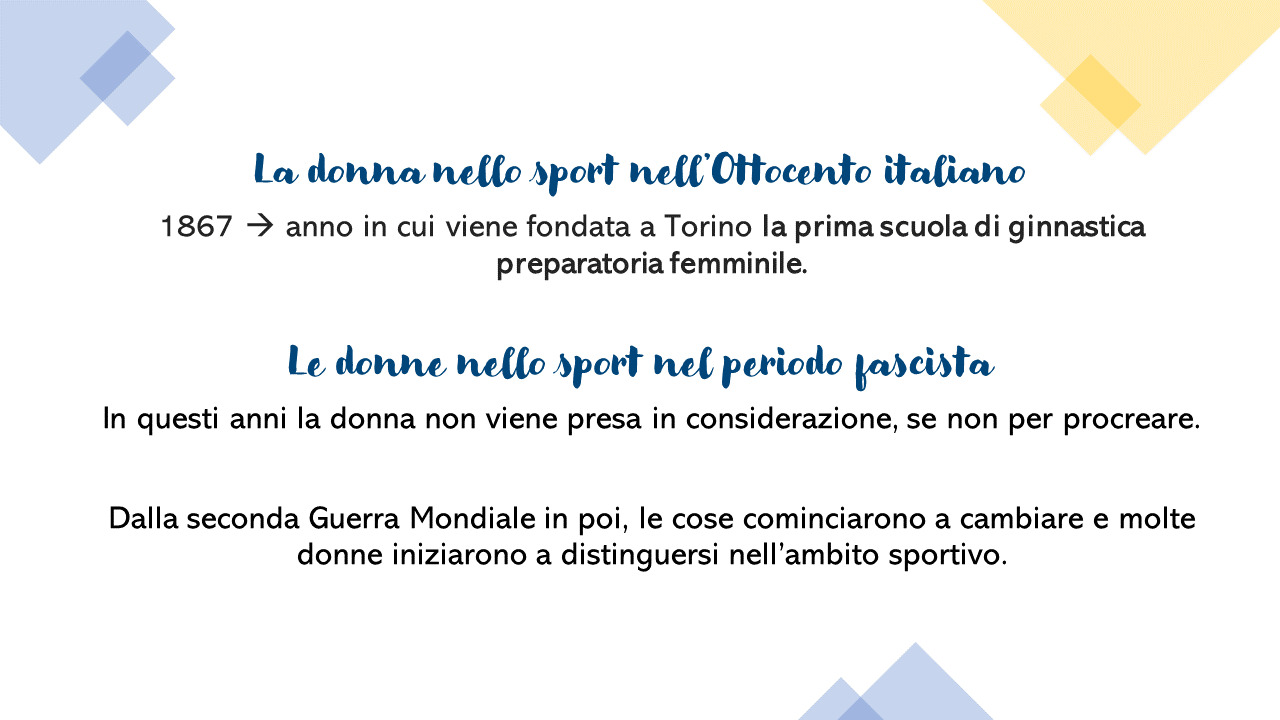 La donna nello sport nell’Ottocento italiano
1867 → anno in cui viene fondata a Torino la prima scuola di ginnastica
preparatoria femminile.
Le donne nello sport nel periodo fascista
In questi anni la donna non viene presa in considerazione, se non per procreare.
Dalla seconda Guerra Mondiale in poi, le cose cominciarono a cambiare e molte
donne iniziarono a distinguersi nell’ambito sportivo.